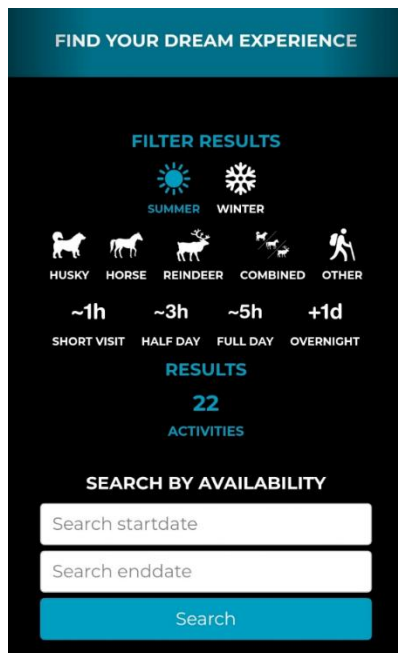 FIND YOUR DREAM EXPERIENCE
FILTER RESULTS
SUMMER WINTER
HUSKY HORSE REINDEER COMBINED OTHER
~1h ~3h ~5h +1d
SHORT VISIT HALF DAY FULL DAY OVERNIGHT
RESULTS
22
ACTIVITIES
SEARCH BY AVAILABILITY
Search startdate
Search enddate
Search